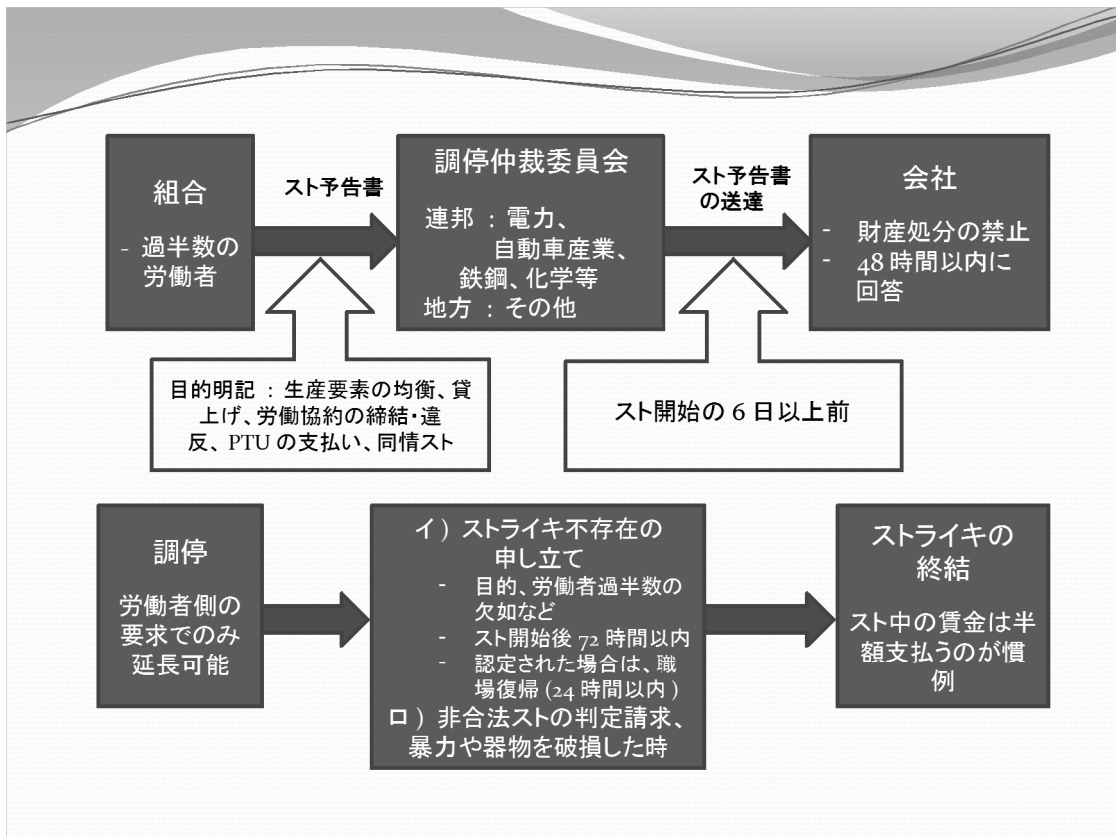 組合
- 過半数の
労働者
スト予告書
調停仲裁委員会
連邦 : 電力、
自動車産業、
鉄鋼、化学等
地方 : その他
スト予告書
の送達
会社
- 財産処分の禁止
- 48 時間以内に
回答
目的明記 : 生産要素の均衡、賃
上げ、労働協約の締結・違
反、PTU の支払い、同情スト
スト開始の 6 日以上前
調停
労働者側の
要求でのみ
延長可能
イ ) ストライキ不存在の
申し立て
- 目的、労働者過半数の
欠如など
- スト開始後 72 時間以内
- 認定された場合は、職
場復帰 (24 時間以内 )
ロ ) 非合法ストの判定請求、
暴力や器物を破損した時
ストライキの
終結
スト中の賃金は半
額支払うのが慣
例